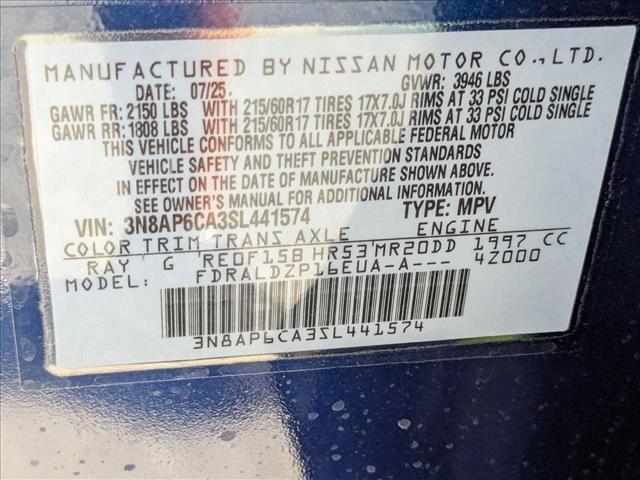 MANUFACTURED BY NISSAN MOTOR CO.,LTD.
DATE: 07/25. GVWR: 3946 LBS
GAWR FR: 2150 LBS WITH 215/60R17 TIRES 17X7.0J RIMS AT 33 PSI COLD SINGLE
GAWR RR: 1808 LBS WITH 215/60R17 TIRES 17X7.0J RIMS AT 33 PSI COLD SINGLE
THIS VEHICLE CONFORMS TO ALL APPLICABLE FEDERAL MOTOR
VEHICLE SAFETY AND THEFT PREVENTION STANDARDS
IN EFFECT ON THE DATE OF MANUFACTURE SHOWN ABOVE.
SEE OWNER'S MANUAL FOR ADDITIONAL INFORMATION.
VIN: 3N8AP6CA3SL441574 TYPE: MPV
COLOR TRIM TRANS AXLE ENGINE
RAY G RE0F15B HR53 MR20DD 1997 CC
MODEL: FDRALDZP16EUA-A--- 4Z000
3N8AP6CA3SL441574